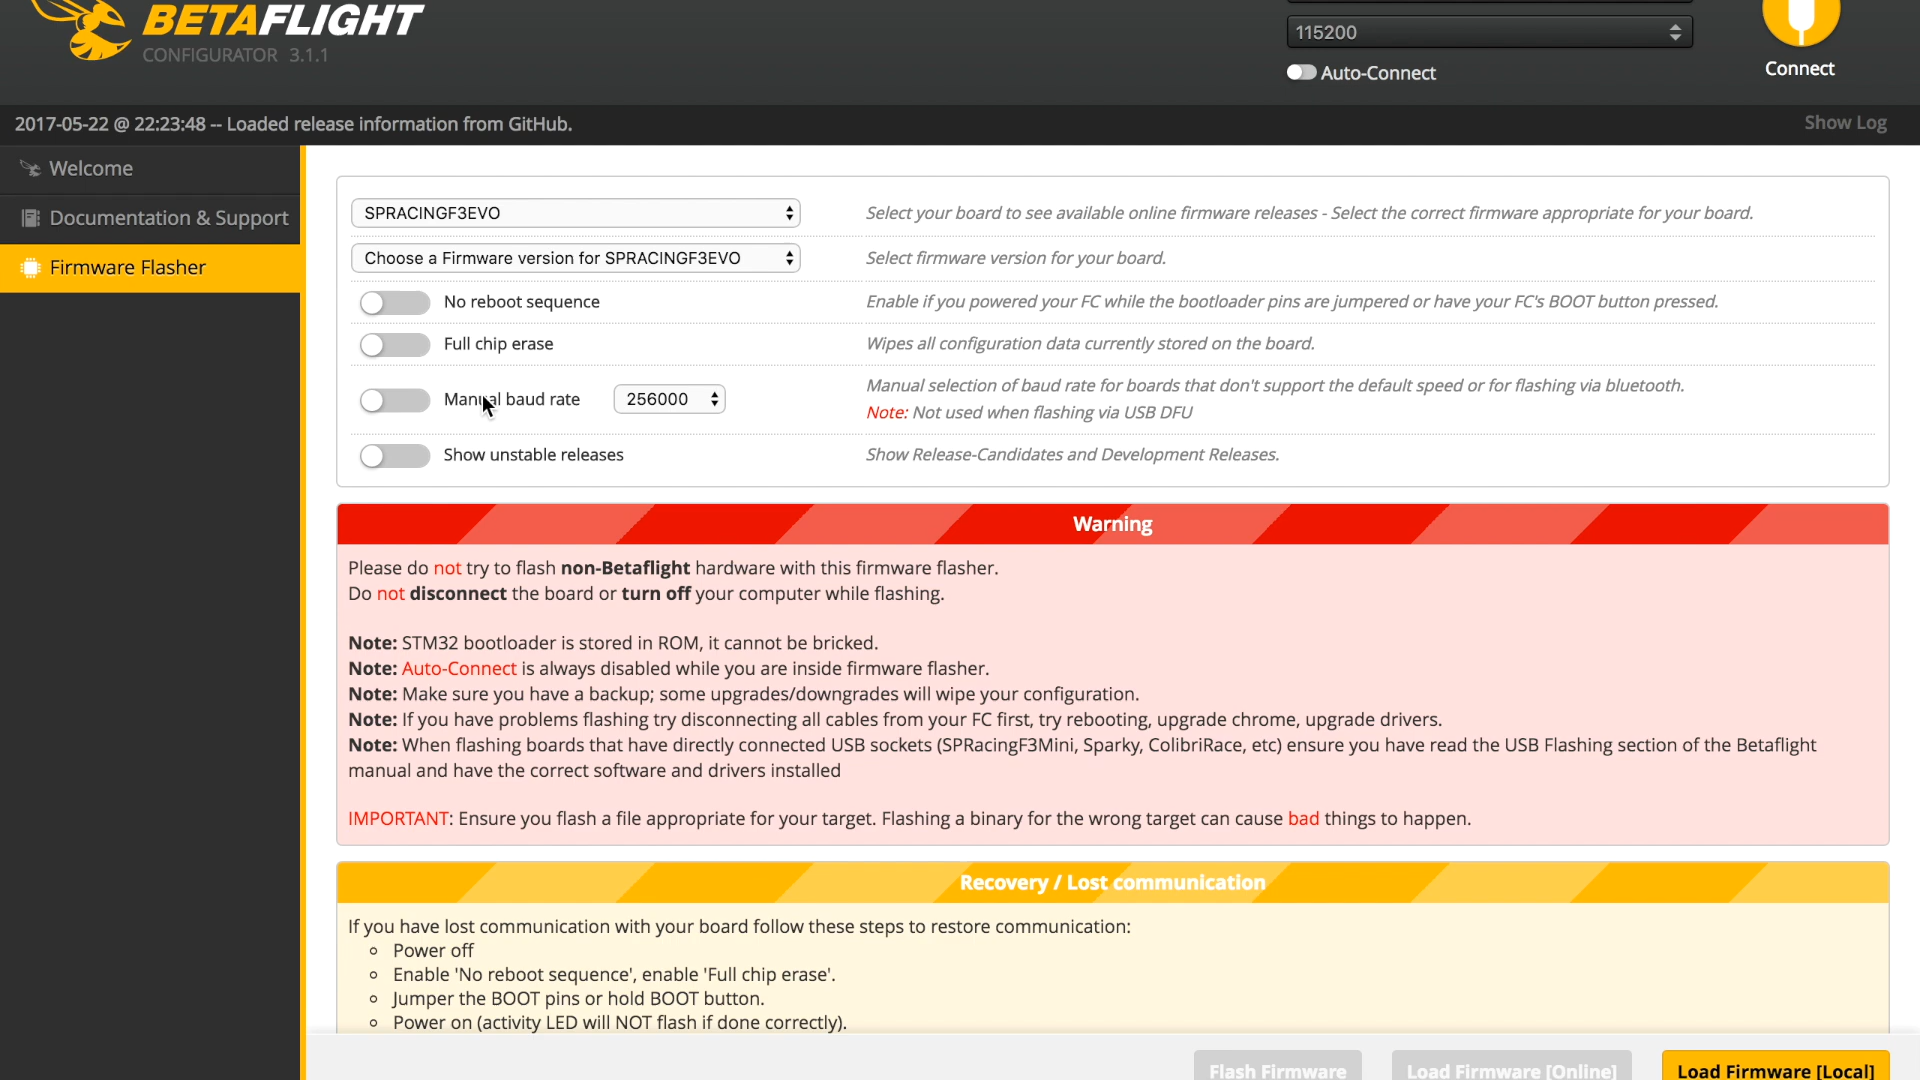 BETAFLIGHT
CONFIGURATOR 3.1.1
115200
Auto-Connect
Connect
2017-05-22 @ 22:23:48 -- Loaded release information from GitHub.
Show Log
Welcome
Documentation & Support
Firmware Flasher
SPRACINGF3EVO
Select your board to see available online firmware releases - Select the correct firmware appropriate for your board.
Choose a Firmware version for SPRACINGF3EVO
Select firmware version for your board.
No reboot sequence
Enable if you powered your FC while the bootloader pins are jumpered or have your FC's BOOT button pressed.
Full chip erase
Wipes all configuration data currently stored on the board.
Manual baud rate
256000
Manual selection of baud rate for boards that don't support the default speed or for flashing via bluetooth.
Note: Not used when flashing via USB DFU
Show unstable releases
Show Release-Candidates and Development Releases.
Warning
Please do not try to flash non-Betaflight hardware with this firmware flasher.
Do not disconnect the board or turn off your computer while flashing.
Note: STM32 bootloader is stored in ROM, it cannot be bricked.
Note: Auto-Connect is always disabled while you are inside firmware flasher.
Note: Make sure you have a backup; some upgrades/downgrades will wipe your configuration.
Note: If you have problems flashing try disconnecting all cables from your FC first, try rebooting, upgrade chrome, upgrade drivers.
Note: When flashing boards that have directly connected USB sockets (SPRacingF3Mini, Sparky, ColibriRace, etc) ensure you have read the USB Flashing section of the Betaflight
manual and have the correct software and drivers installed
IMPORTANT: Ensure you flash a file appropriate for your target. Flashing a binary for the wrong target can cause bad things to happen.
Recovery / Lost communication
If you have lost communication with your board follow these steps to restore communication:
Power off
Enable 'No reboot sequence', enable 'Full chip erase'.
Jumper the BOOT pins or hold BOOT button.
Power on (activity LED will NOT flash if done correctly).
Flash Firmware
Load Firmware [Online]
Load Firmware [Local]